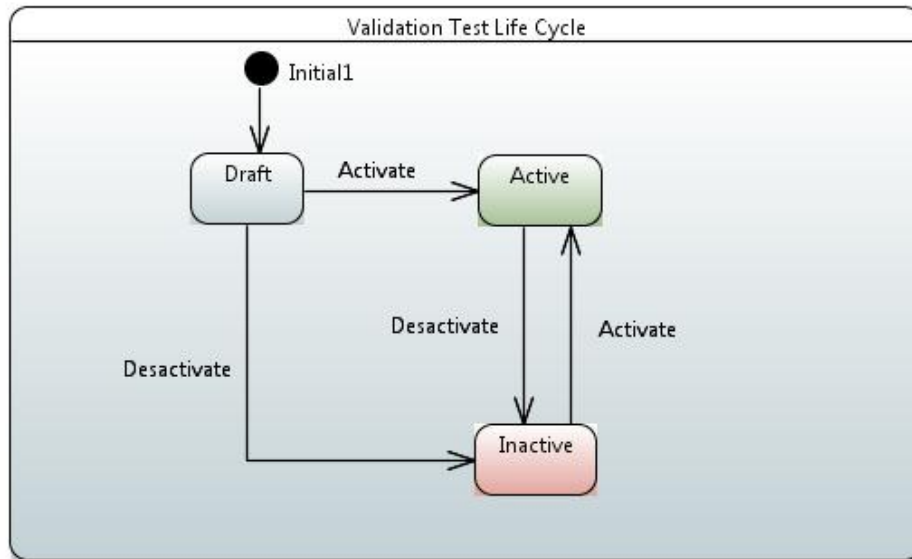 Validation Test Life Cycle
Initial1
Draft
Activate
Active
Desactivate
Activate
Desactivate
Inactive